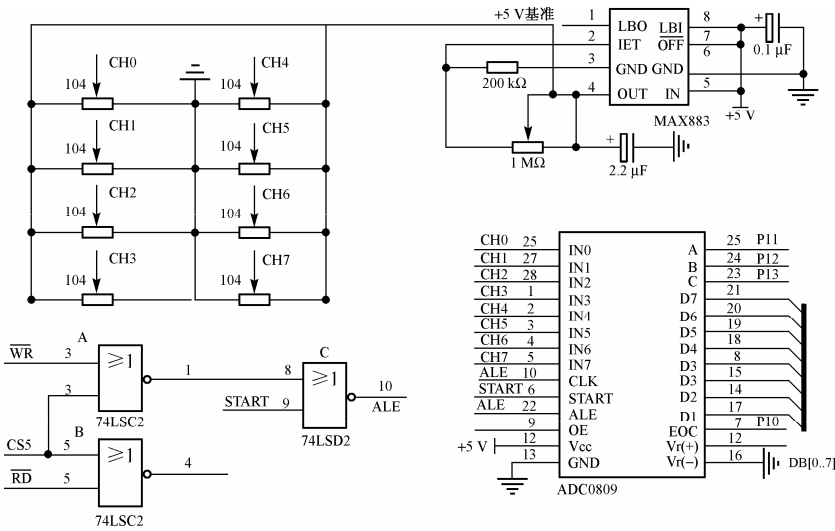 +5 V基准
1 LBO LBI 8
2 IET OFF 7
6
3 GND GND
4 OUT IN 5
200 kΩ
1 MΩ
+ 2.2 μF
+ 0.1 μF
+5 V
MAX883
CH0 CH4
104 104
CH1 CH5
104 104
CH2 CH6
104 104
CH3 CH7
104 104
A
WR 3 ≥1 1
3
74LSC2
B
CS5 5 ≥1 4
RD 5
74LSC2
C
8 ≥1 10
START 9 ALE
74LSD2
CH0 25 IN0 A 25 P11
CH1 27 IN1 B 24 P12
CH2 28 IN2 C 23 P13
CH3 1 IN3 D7 21
CH4 2 IN4 D6 20
CH5 3 IN5 D5 19
CH6 4 IN6 D4 18
CH7 5 IN7 D3 8
ALE 10 CLK D3 15
START 6 START D2 14
ALE 22 ALE D1 17
9 OE EOC 7 P10
+5 V 12 Vcc Vr(+) 12
13 GND Vr(−) 16 DB[0..7]
ADC0809